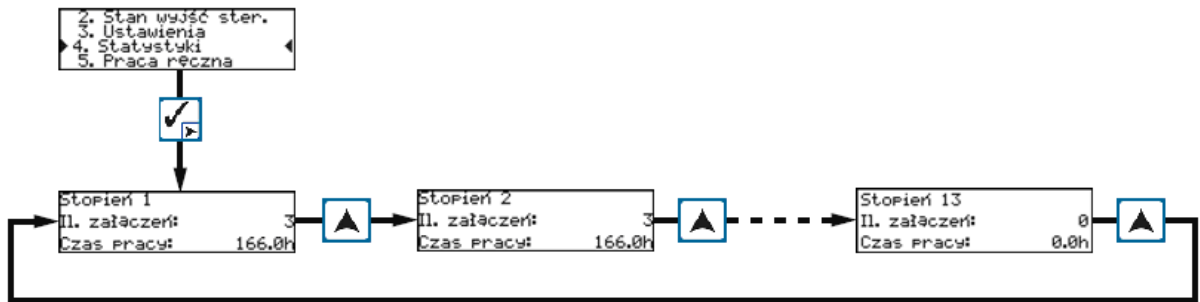 2. Stan wyjść ster.
3. Ustawienia
4. Statystyki
5. Praca ręczna
Stopień 1
Il. załączeń: 3
Czas pracy: 166.0h
Stopień 2
Il. załączeń: 3
Czas pracy: 166.0h
Stopień 13
Il. załączeń: 0
Czas pracy: 0.0h